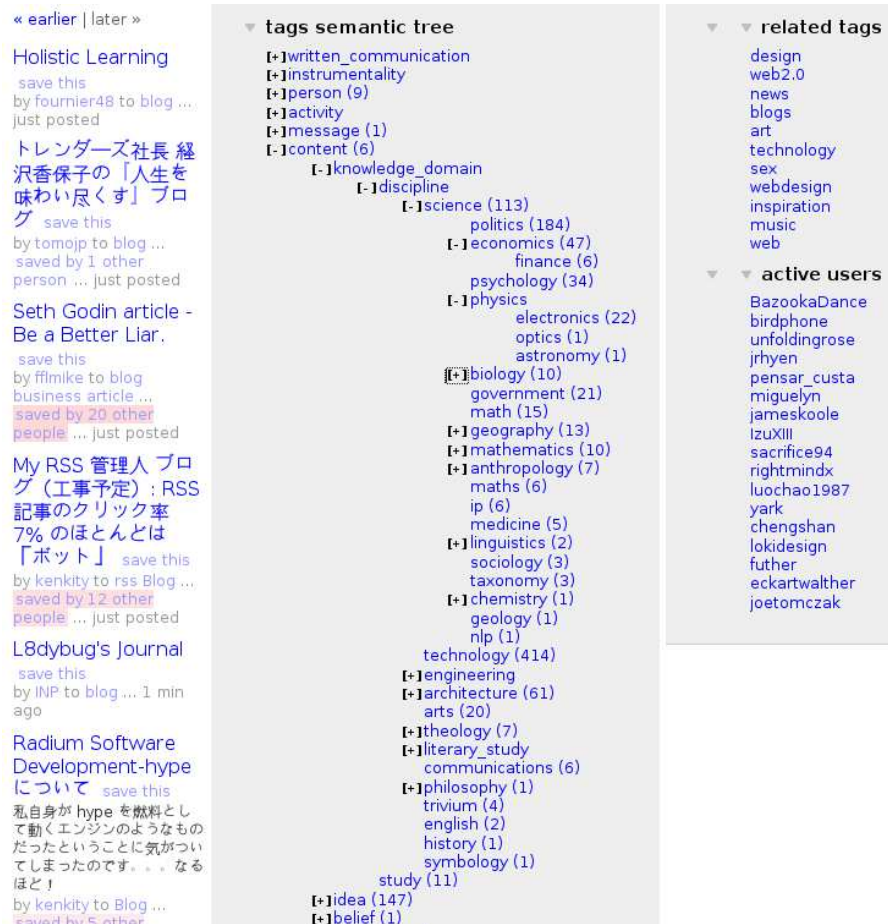 « earlier | later »
Holistic Learning
save this
by fournier48 to blog ...
just posted
トレンダーズ社長 経
沢香保子の「人生を
味わい尽くす」ブロ
グ save this
by tomojp to blog ...
saved by 1 other
person ... just posted
Seth Godin article -
Be a Better Liar.
save this
by fflmike to blog
business article ...
saved by 20 other
people ... just posted
My RSS 管理人 ブロ
グ（工事予定）: RSS
記事のクリック率
7% のほとんどは
「ボット」 save this
by kenkity to rss Blog ...
saved by 12 other
people ... just posted
L8dybug's Journal
save this
by INP to blog ... 1 min
ago
Radium Software
Development-hype
について save this
私自身が hype を燃料とし
て動くエンジンのようなもの
だったということに気がつい
てしまったのです。。。なる
ほど！
by kenkity to Blog ...
saved by 5 other
tags semantic tree
[+]written_communication
[+]instrumentality
[+]person (9)
[+]activity
[+]message (1)
[-]content (6)
[-]knowledge_domain
[-]discipline
[-]science (113)
politics (184)
[-]economics (47)
finance (6)
psychology (34)
[-]physics
electronics (22)
optics (1)
astronomy (1)
[+]biology (10)
government (21)
math (15)
[+]geography (13)
[+]mathematics (10)
[+]anthropology (7)
maths (6)
ip (6)
medicine (5)
[+]linguistics (2)
sociology (3)
taxonomy (3)
[+]chemistry (1)
geology (1)
nlp (1)
technology (414)
[+]engineering
[+]architecture (61)
arts (20)
[+]theology (7)
[+]literary_study
communications (6)
[+]philosophy (1)
trivium (4)
english (2)
history (1)
symbology (1)
study (11)
[+]idea (147)
[+]belief (1)
related tags
design
web2.0
news
blogs
art
technology
sex
webdesign
inspiration
music
web
active users
BazookaDance
birdphone
unfoldingrose
jrhyen
pensar_custa
miguelyn
jameskoole
IzuXIII
sacrifice94
rightmindx
luochao1987
yark
chengshan
lokidesign
futher
eckartwalther
joetomczak